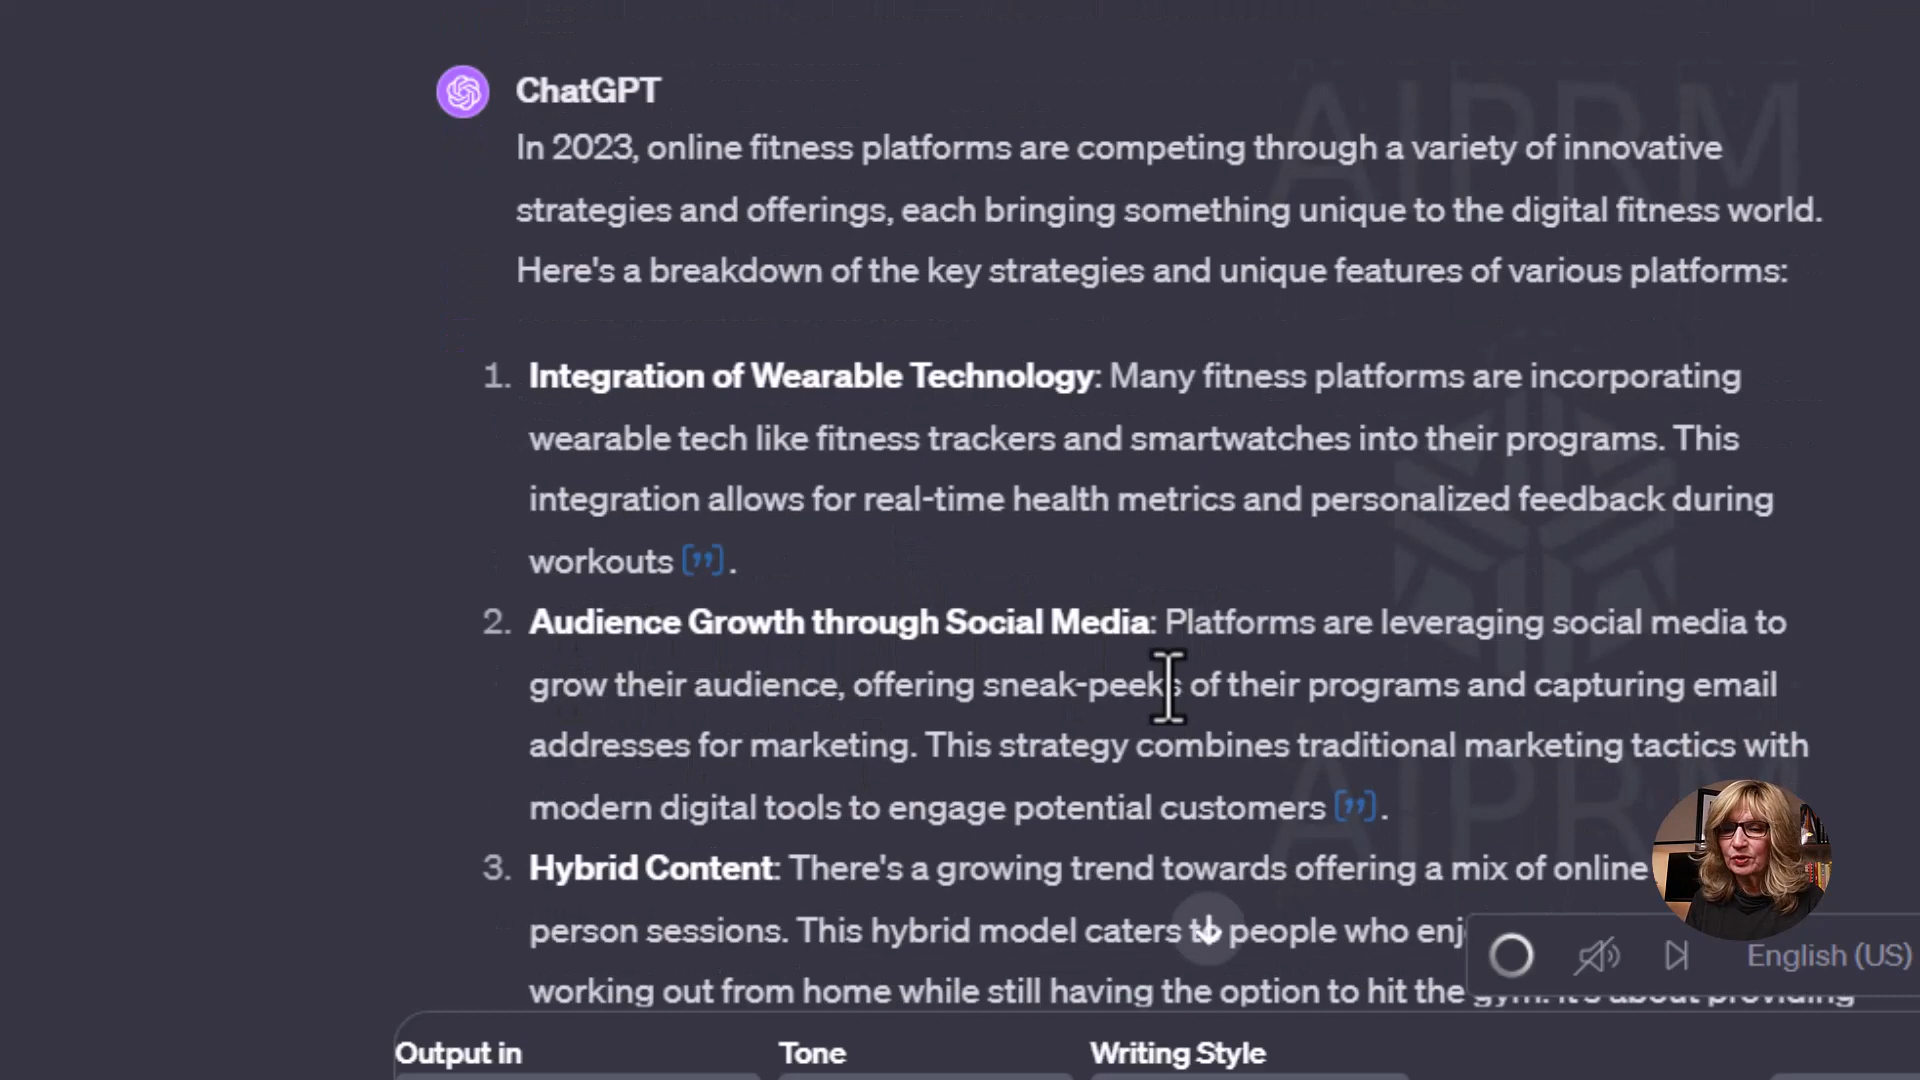 ChatGPT
In 2023, online fitness platforms are competing through a variety of innovative
strategies and offerings, each bringing something unique to the digital fitness world.
Here's a breakdown of the key strategies and unique features of various platforms:
1. Integration of Wearable Technology: Many fitness platforms are incorporating
wearable tech like fitness trackers and smartwatches into their programs. This
integration allows for real-time health metrics and personalized feedback during
workouts ["].
2. Audience Growth through Social Media: Platforms are leveraging social media to
grow their audience, offering sneak-peeks of their programs and capturing email
addresses for marketing. This strategy combines traditional marketing tactics with
modern digital tools to engage potential customers ["].
3. Hybrid Content: There's a growing trend towards offering a mix of online
person sessions. This hybrid model caters to people who enj
working out from home while still having the option to hit the gym. It's about providing
English (US)
Output in Tone Writing Style
AIPRM
AIPRM